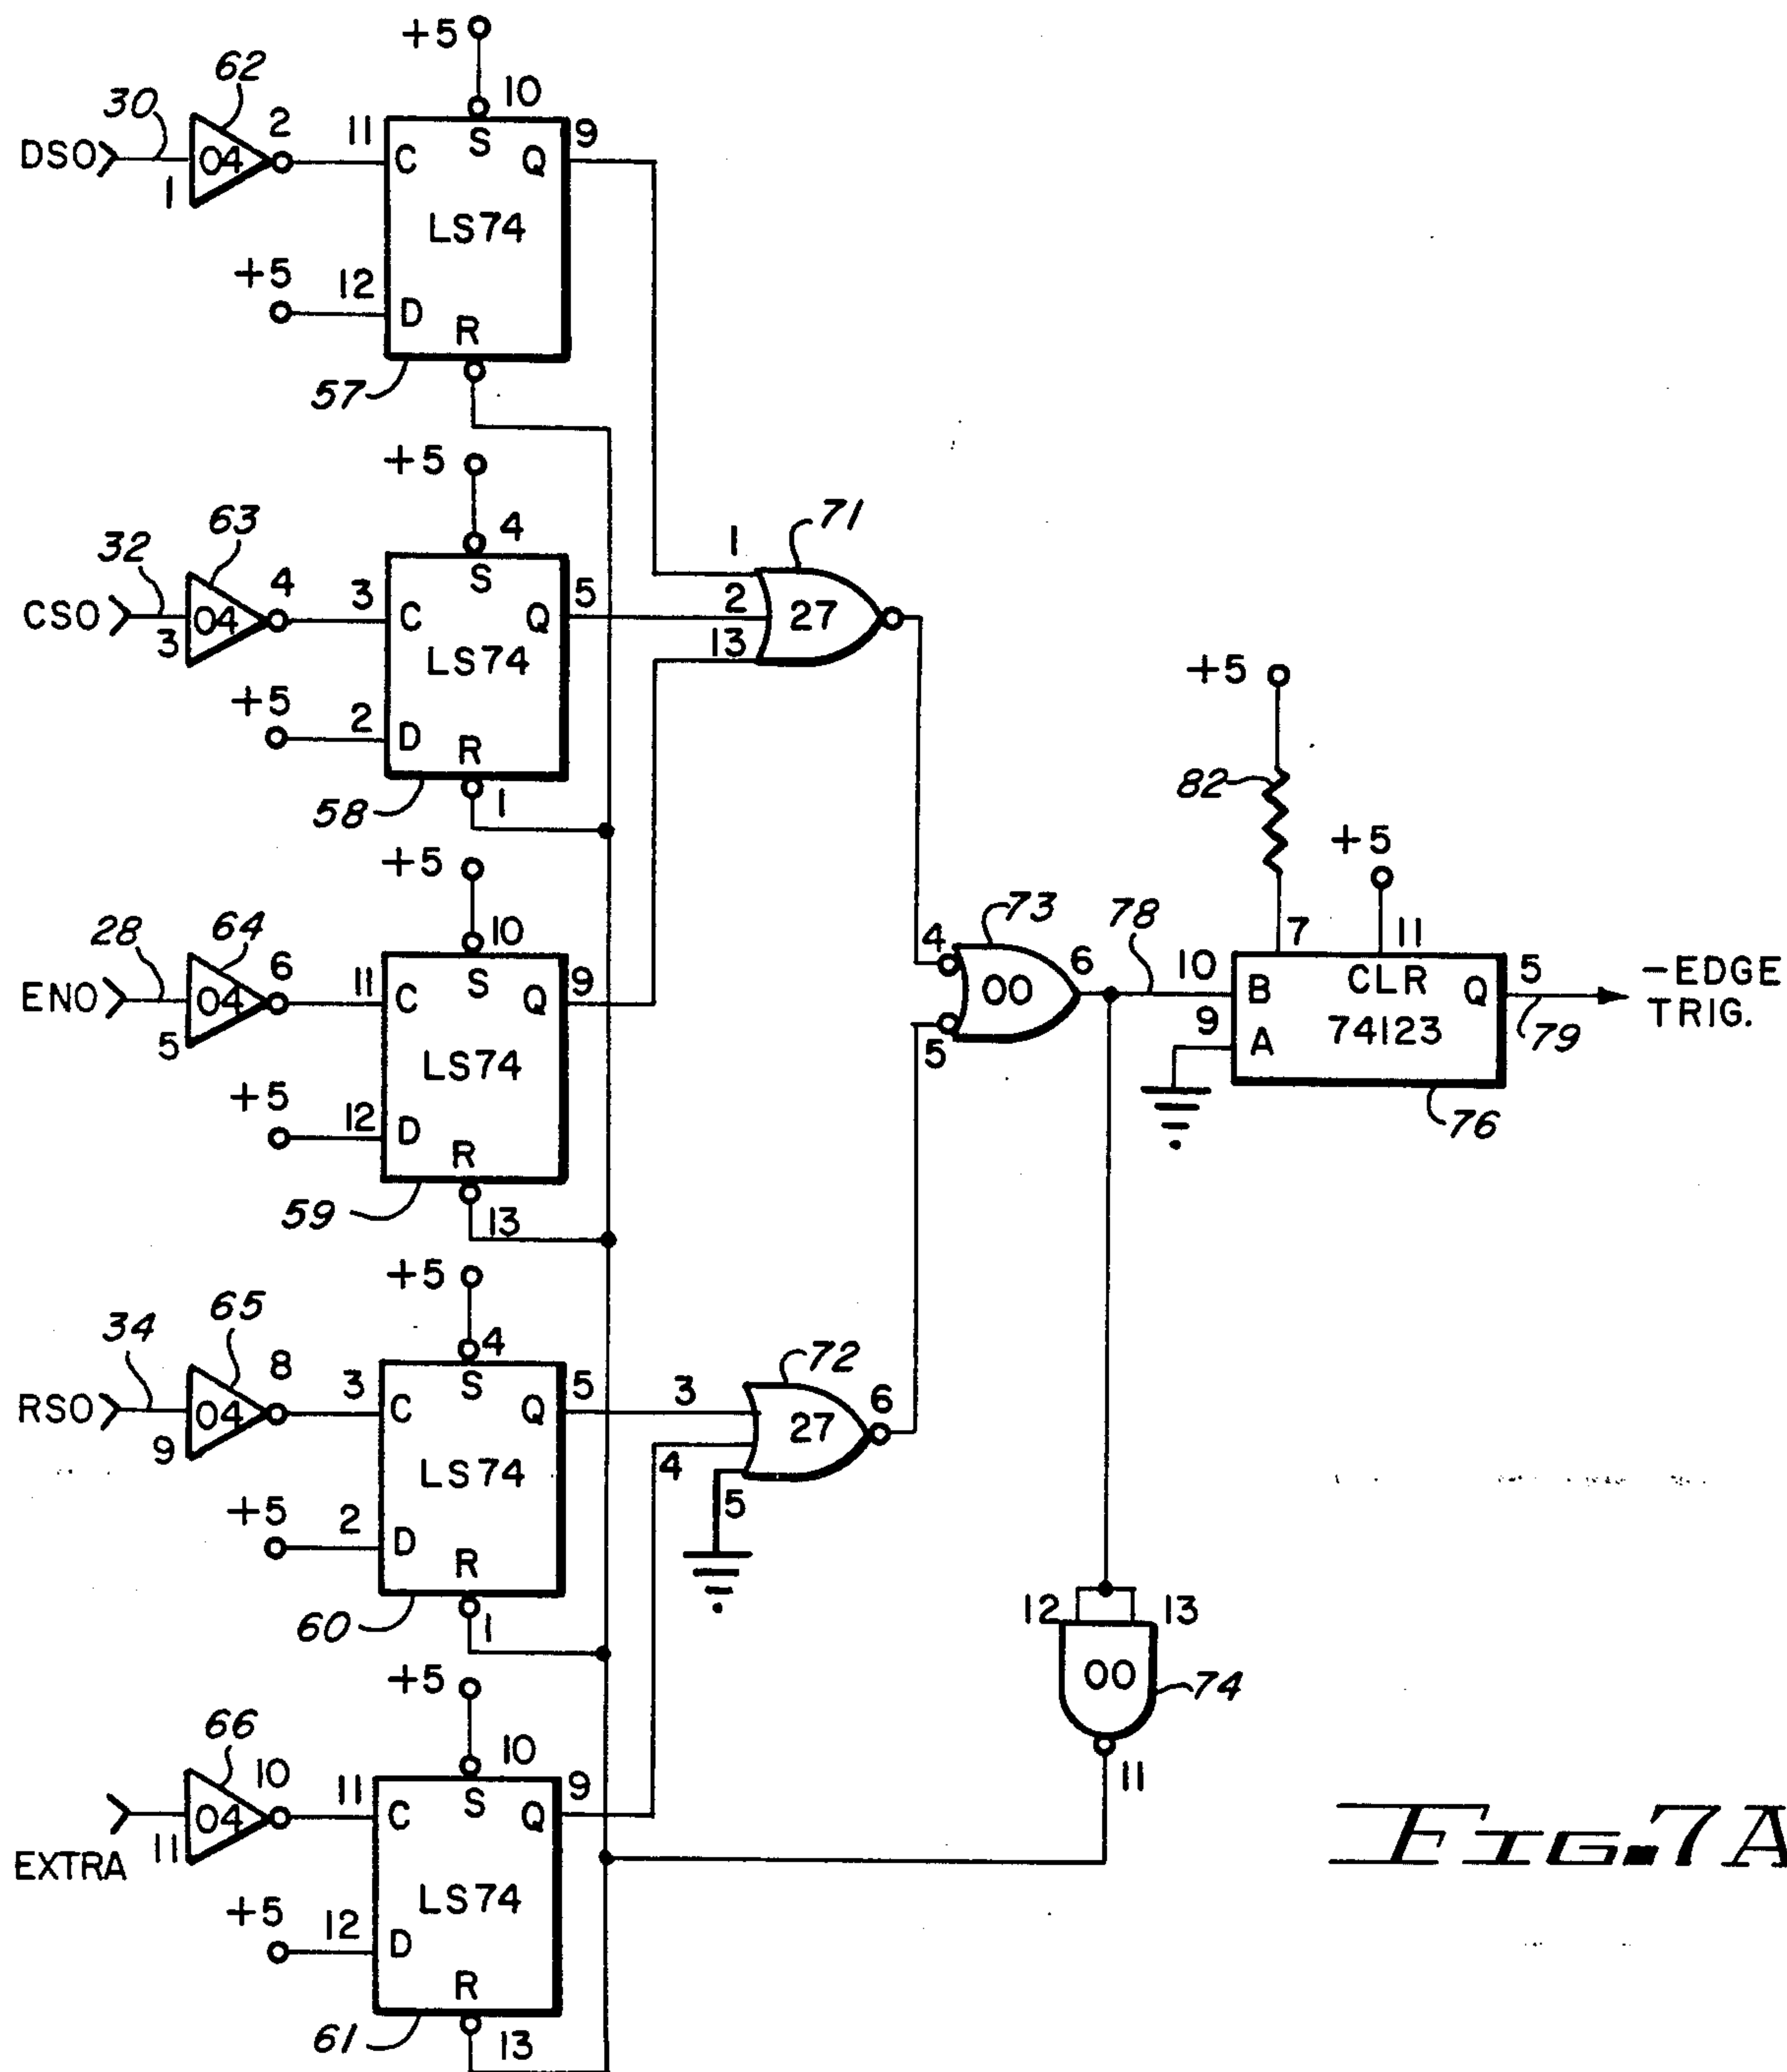 +5
62
10
30
2
11
9
DSO
04
C
S
Q
1
LS74
+5
12
D
R
57
+5
4
63
32
4
3
5
CSO
04
C
S
Q
3
LS74
+5
2
D
R
58
1
71
1
2
13
27
+5
10
28
64
6
11
9
ENO
04
C
S
Q
5
LS74
+5
12
D
R
59
13
+5
82
+5
73
78
4
6
7
11
5
00
10
B
CLR
Q
-EDGE
TRIG.
9
A
74123
79
5
76
+5
4
34
65
8
3
5
RSO
04
C
S
Q
9
LS74
+5
2
D
R
60
1
72
3
4
5
27
6
12
13
00
74
11
+5
10
66
10
11
9
04
C
S
Q
11
EXTRA
LS74
+5
12
D
R
61
13
FIG. 7A